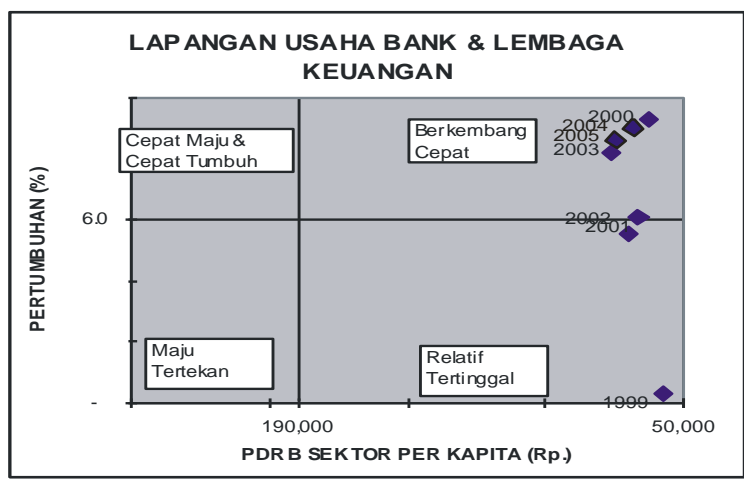 LAPANGAN USAHA BANK & LEMBAGA
KEUANGAN
PERTUMBUHAN (%)
6.0
-
Cepat Maju &
Cepat Tumbuh
Berkembang
Cepat
2000
2004
2005
2003
2002
2001
Maju
Tertekan
Relatif
Tertinggal
1999
190,000
50,000
PDRB SEKTOR PER KAPITA (Rp.)